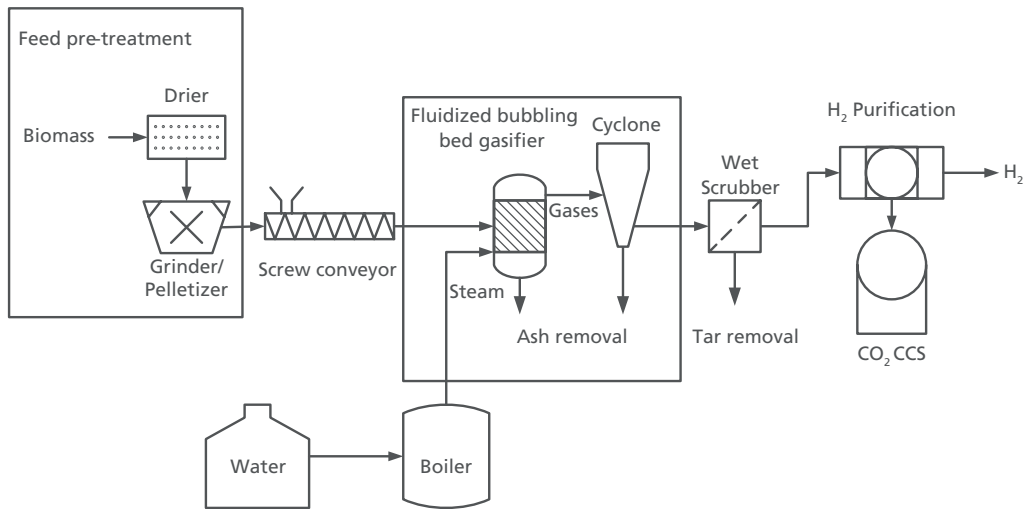 Feed pre-treatment
Drier
Biomass
Grinder/
Pelletizer
Screw conveyor
Fluidized bubbling
bed gasifier
Cyclone
Gases
Steam
Ash removal
Wet
Scrubber
Tar removal
H₂ Purification
H₂
CO₂ CCS
Water
Boiler